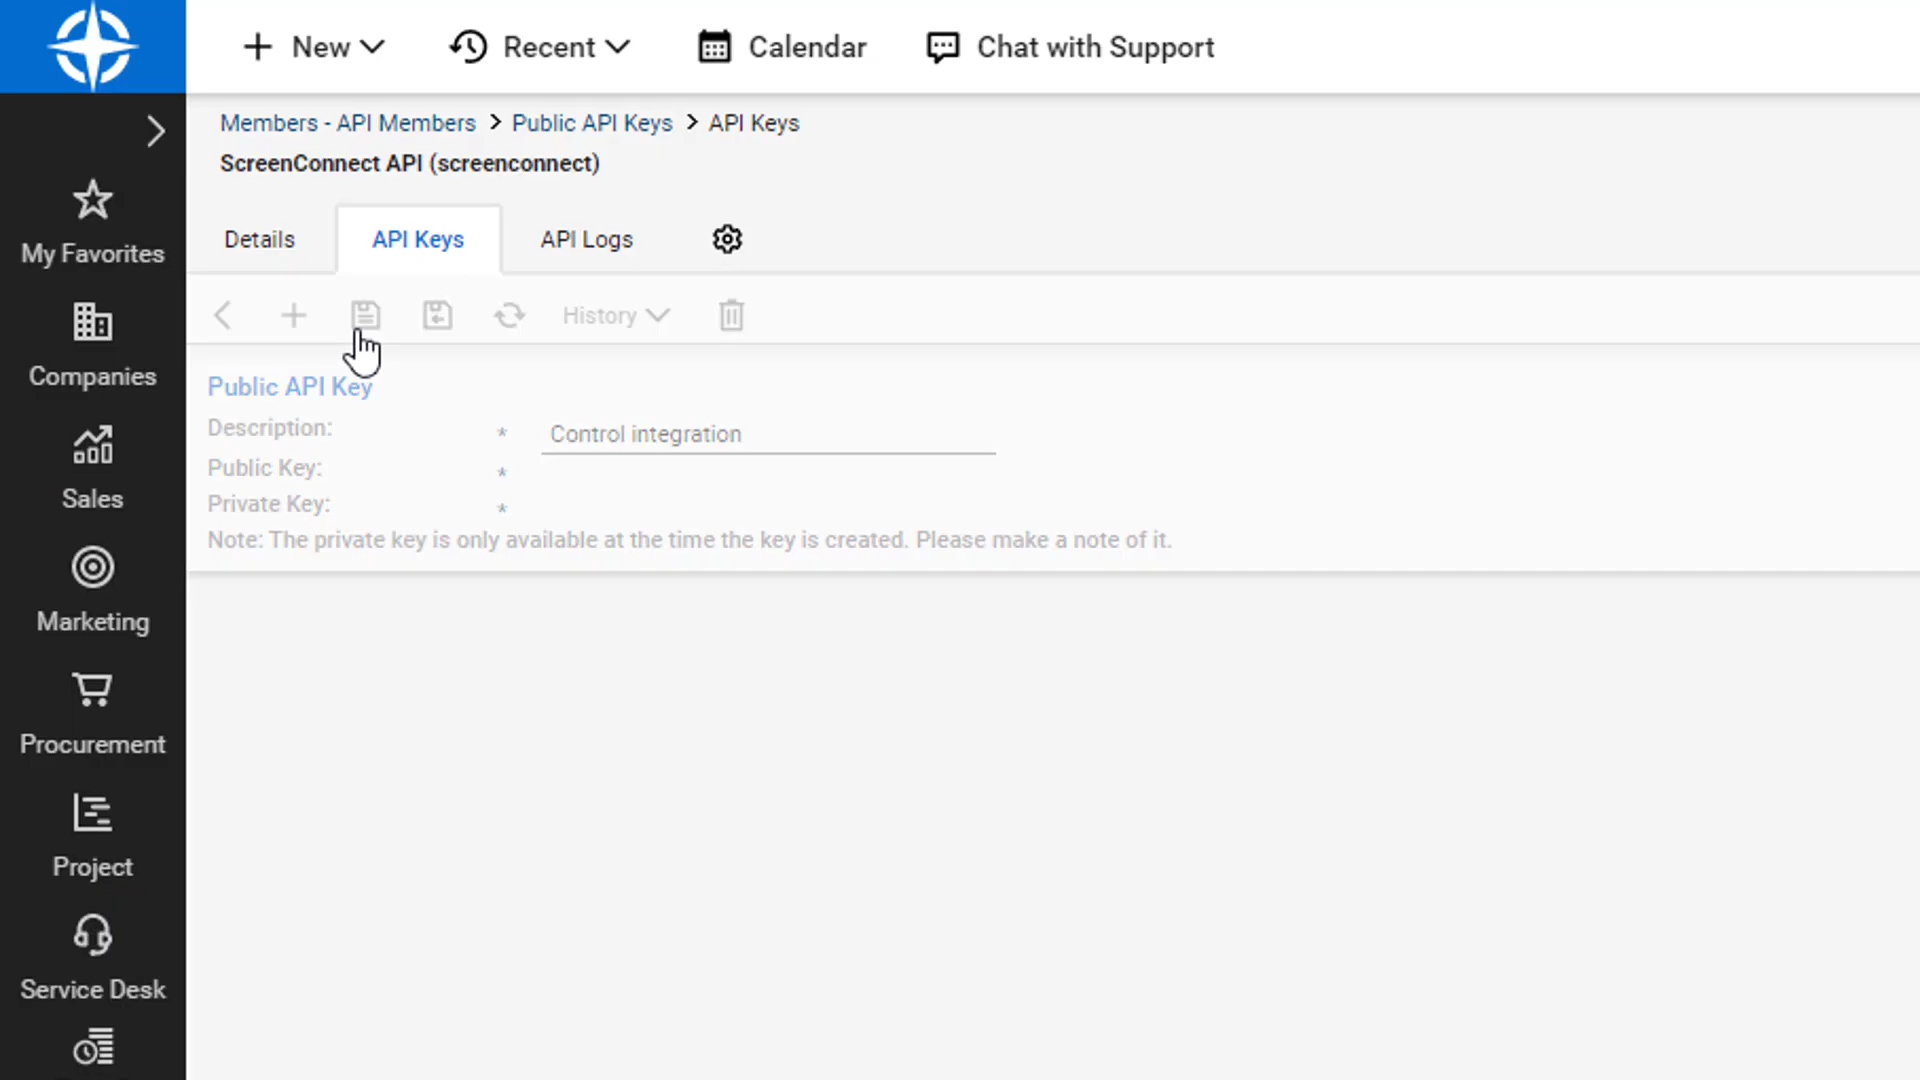 New
Recent
Calendar
Chat with Support
Members - API Members > Public API Keys > API Keys
ScreenConnect API (screenconnect)
Details
API Keys
API Logs
History
Public API Key
Description: * Control integration
Public Key: *
Private Key: *
Note: The private key is only available at the time the key is created. Please make a note of it.
My Favorites
Companies
Sales
Marketing
Procurement
Project
Service Desk